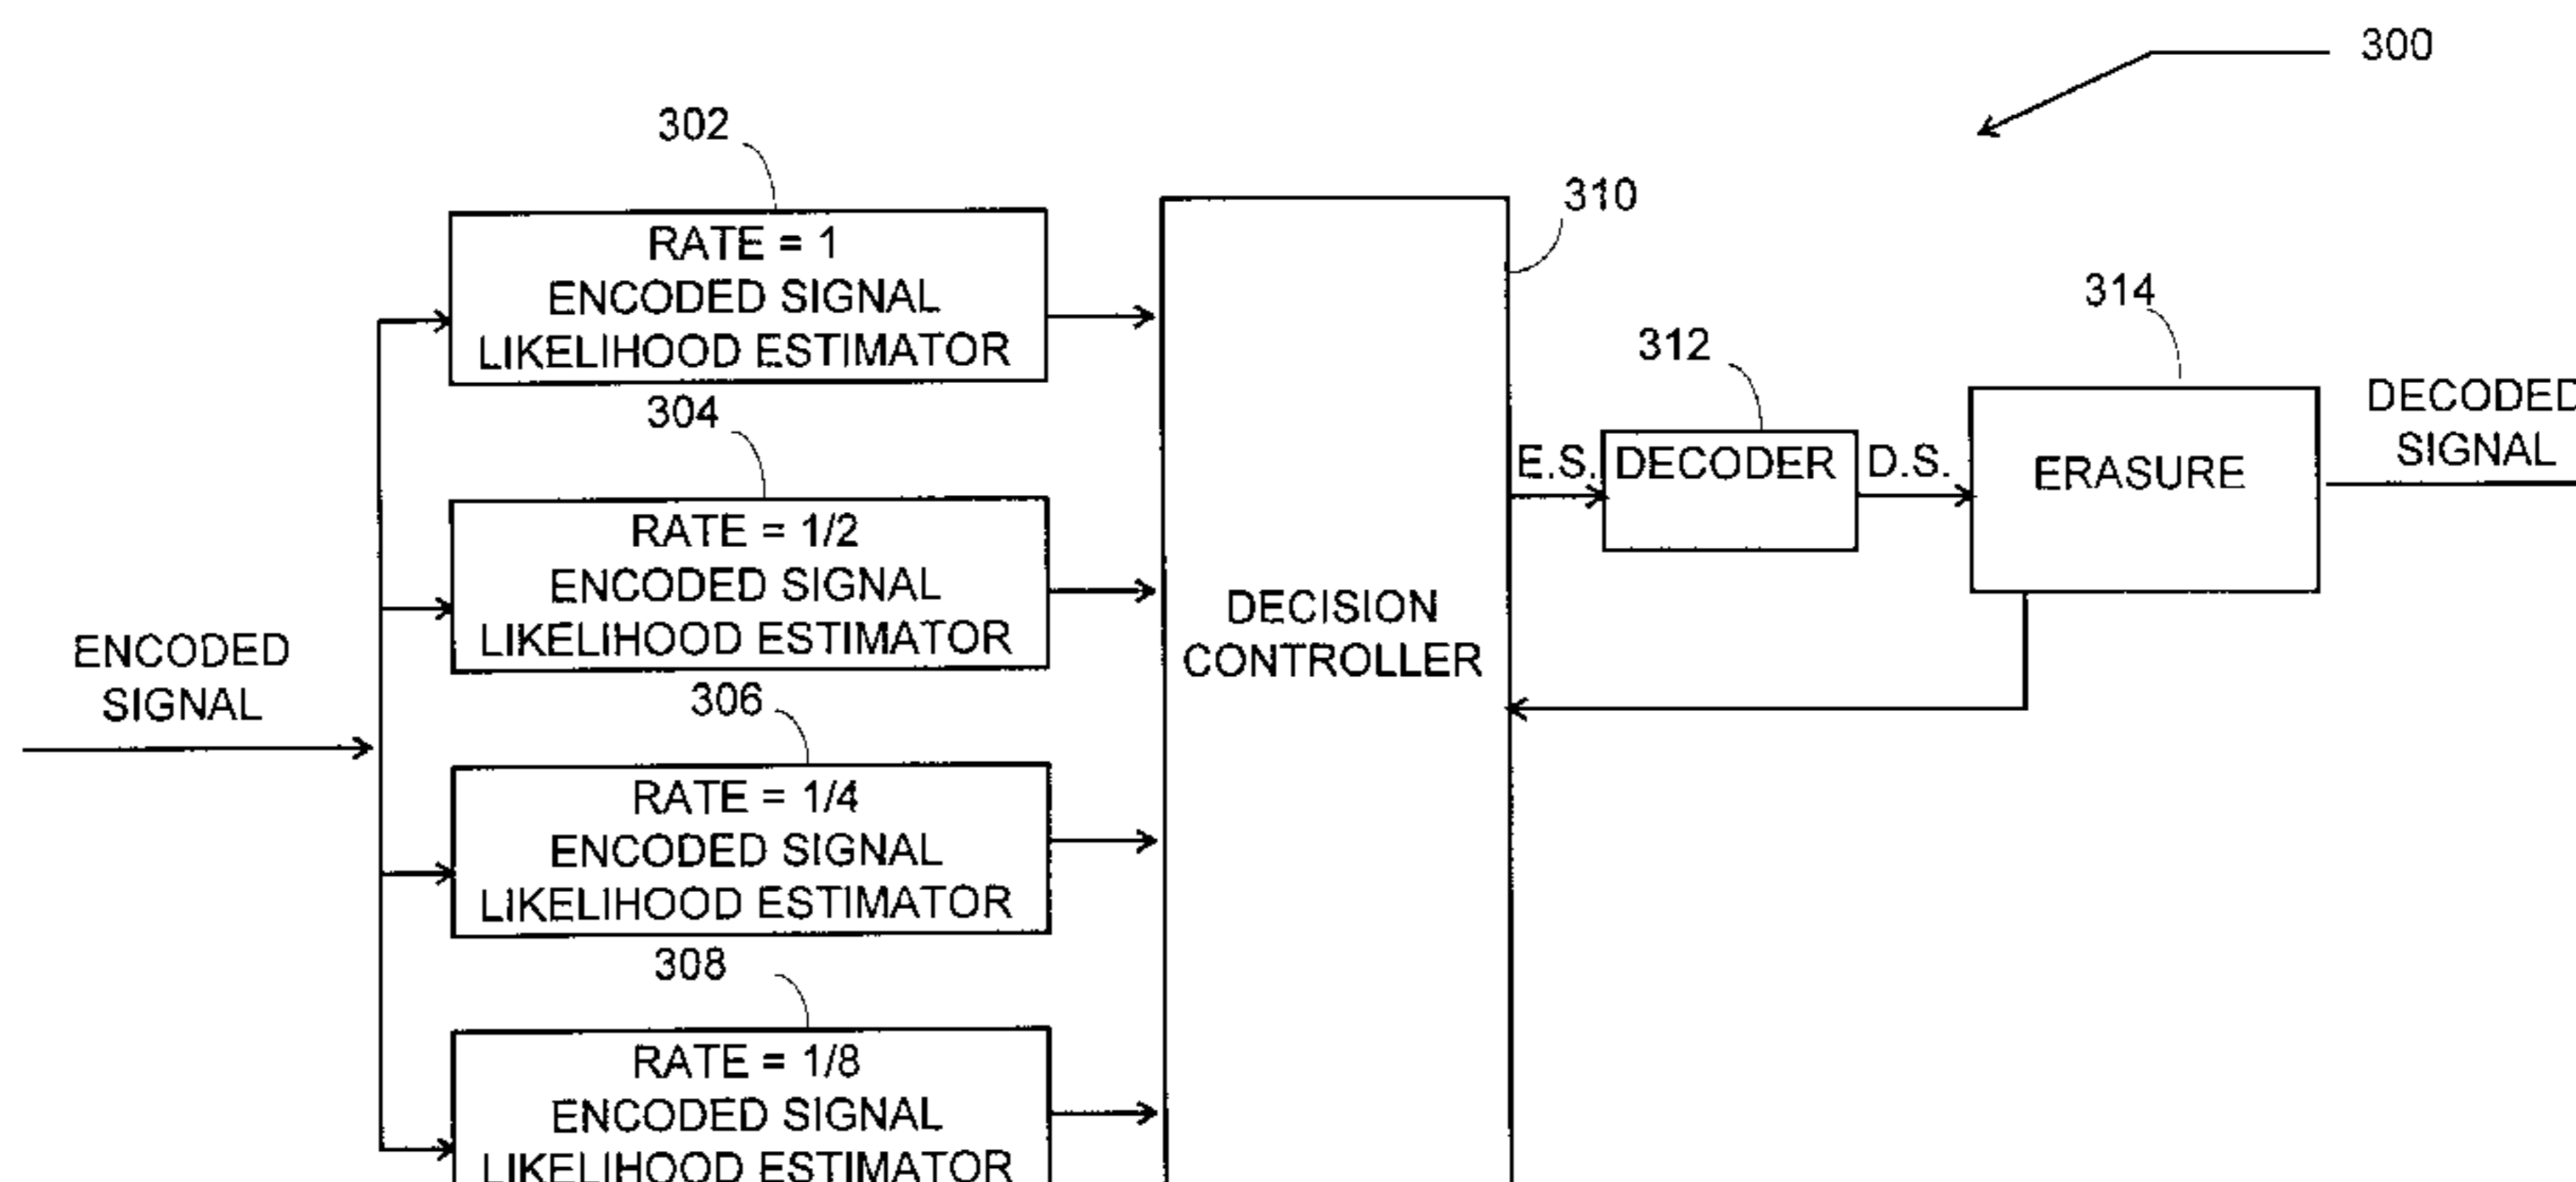 300
302
RATE = 1
ENCODED SIGNAL
LIKELIHOOD ESTIMATOR
304
RATE = 1/2
ENCODED SIGNAL
LIKELIHOOD ESTIMATOR
306
RATE = 1/4
ENCODED SIGNAL
LIKELIHOOD ESTIMATOR
308
RATE = 1/8
ENCODED SIGNAL
LIKELIHOOD ESTIMATOR
ENCODED
SIGNAL
310
DECISION
CONTROLLER
E.S.
312
DECODER
D.S.
314
ERASURE
DECODED
SIGNAL